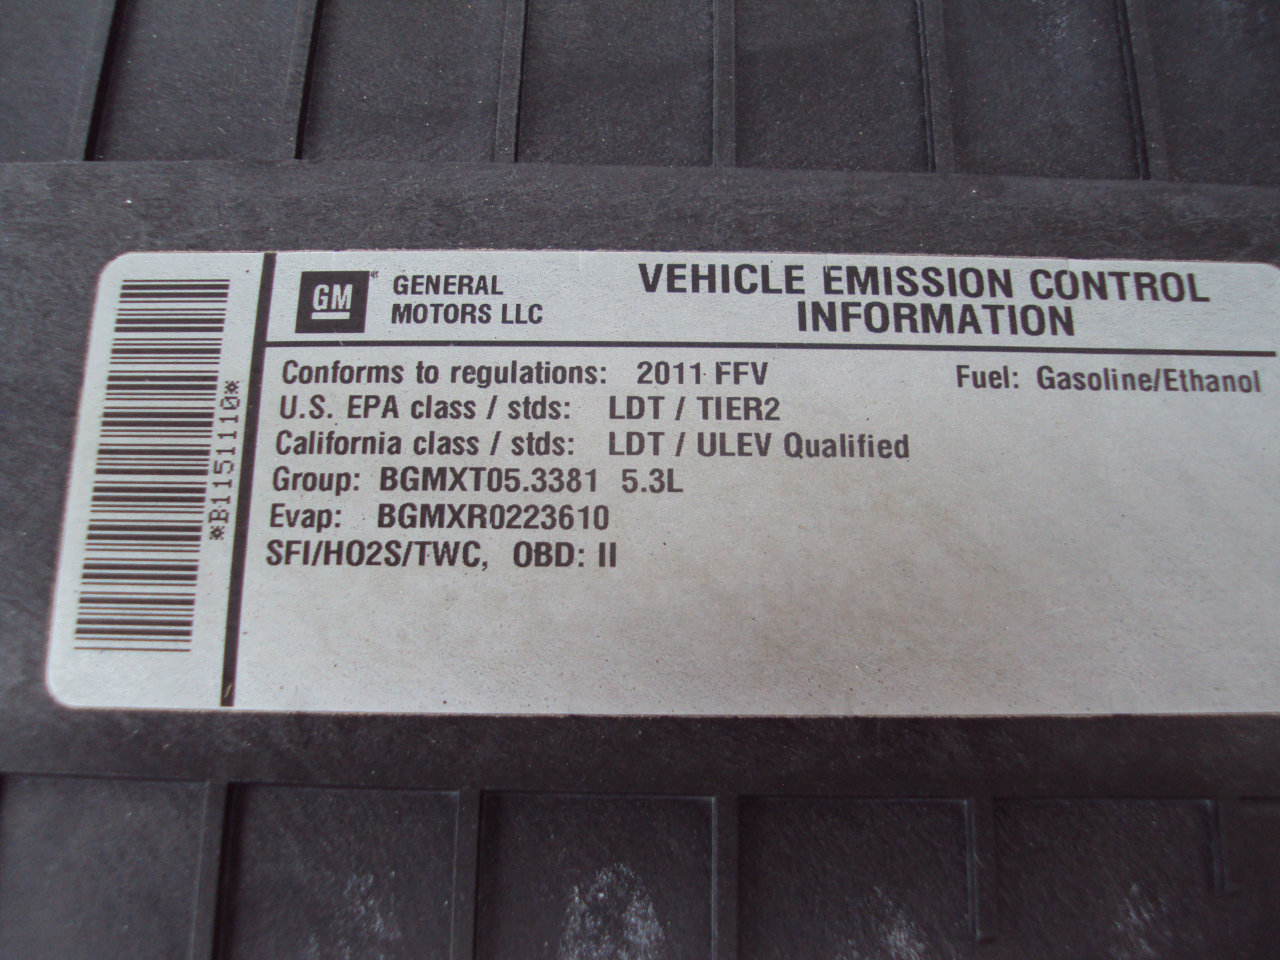 *B1151110*
GM® GENERAL MOTORS LLC
VEHICLE EMISSION CONTROL
INFORMATION
Conforms to regulations: 2011 FFV Fuel: Gasoline/Ethanol
U.S. EPA class / stds: LDT / TIER2
California class / stds: LDT / ULEV Qualified
Group: BGMXT05.3381 5.3L
Evap: BGMXR0223610
SFI/HO2S/TWC, OBD: II